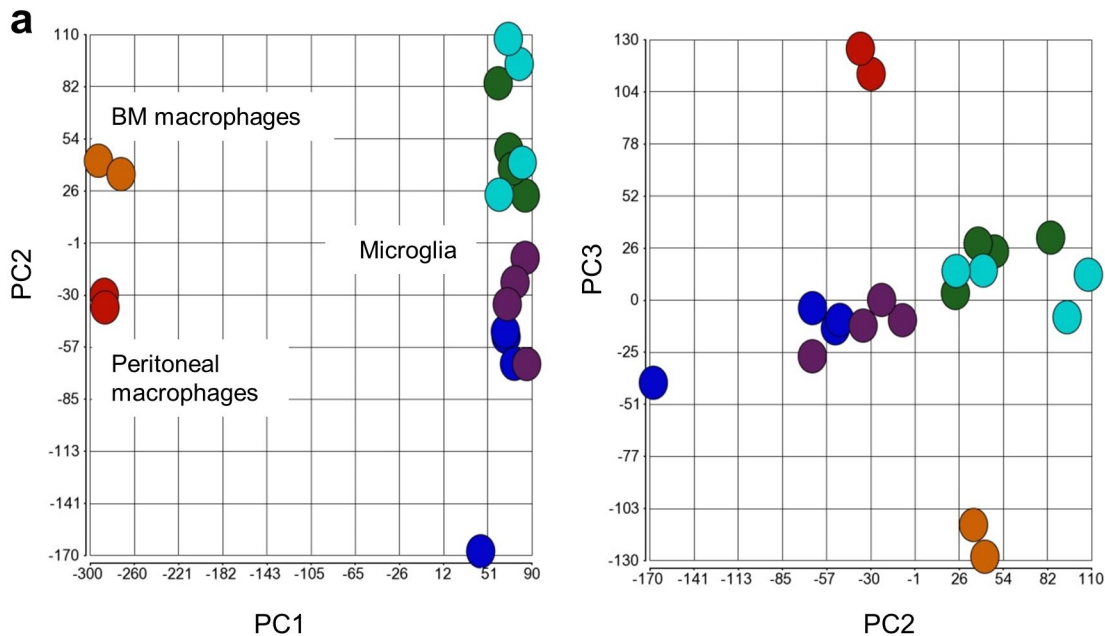 a
110
82
54
26
-1
-30
-57
-85
-113
-141
-170
PC2
BM macrophages
Microglia
Peritoneal
macrophages
-300 -260 -221 -182 -143 -105 -65 -26 12 51 90
PC1
130
104
78
52
26
0
-25
-51
-77
-103
-130
PC3
-170 -141 -113 -85 -57 -30 -1 26 54 82 110
PC2